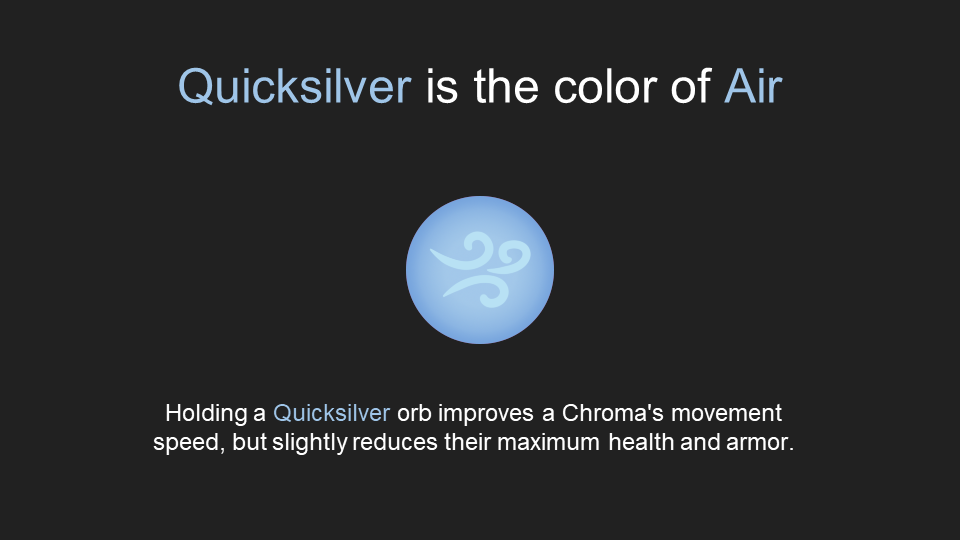 Quicksilver is the color of Air
Holding a Quicksilver orb improves a Chroma's movement
speed, but slightly reduces their maximum health and armor.